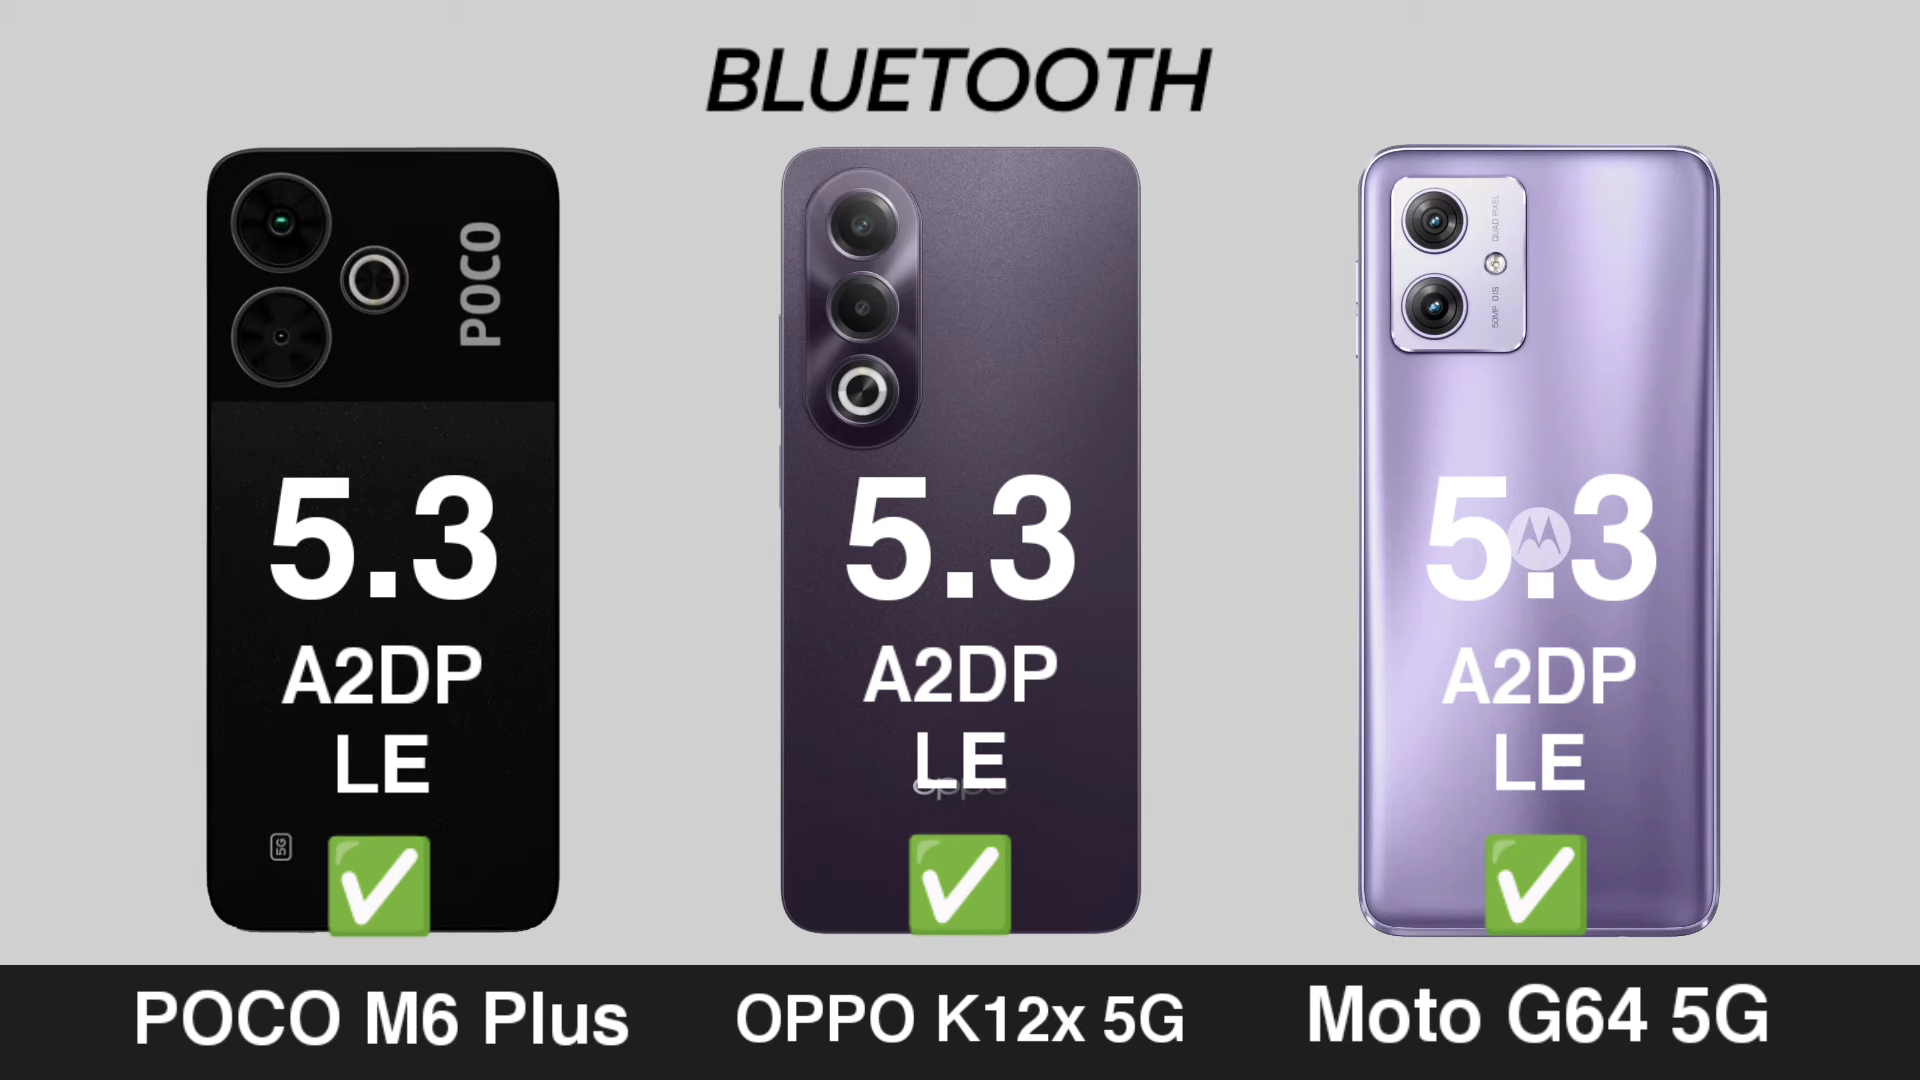 BLUETOOTH
POCO
5.3
A2DP
LE
5G
5.3
A2DP
LE
oppo
QUAD PIXEL
50MP OIS
5.3
A2DP
LE
POCO M6 Plus
OPPO K12x 5G
Moto G64 5G